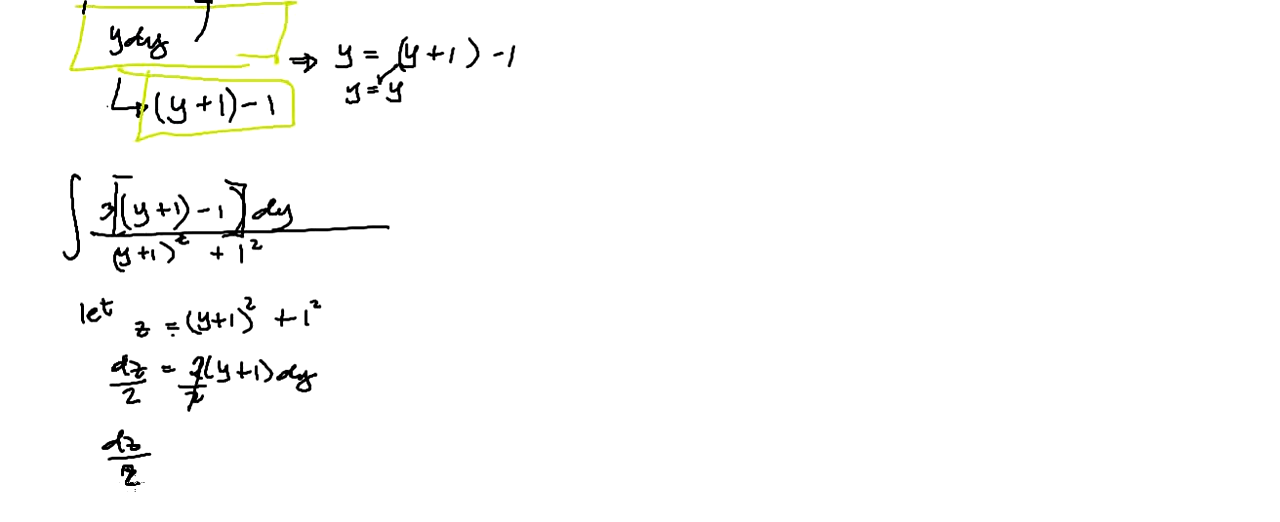 ydy
⇒ y = (y+1) -1
y = y
↳ (y+1) -1
∫ 3[(y+1) -1] dy / (y+1)² + 1²
let z = (y+1)² + 1²
dz/2 = 2(y+1)dy/2
dz/2